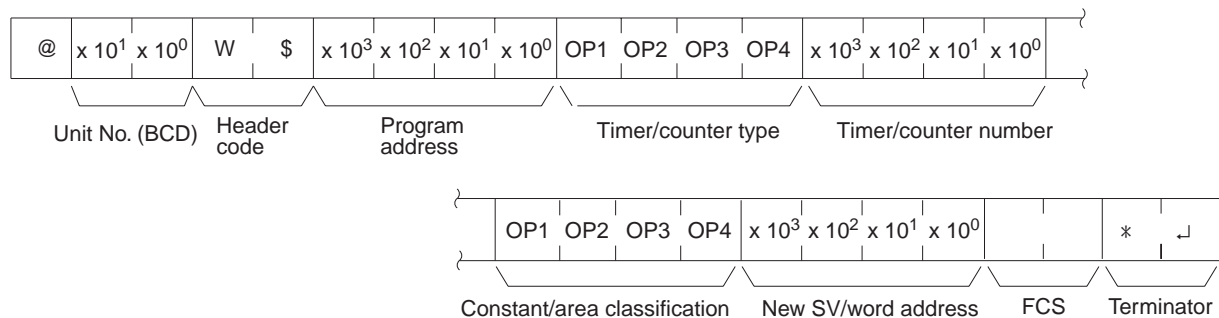 @ x 10¹ x 10⁰ W $ x 10³ x 10² x 10¹ x 10⁰ OP1 OP2 OP3 OP4 x 10³ x 10² x 10¹ x 10⁰
Unit No. (BCD) Header code Program address Timer/counter type Timer/counter number
OP1 OP2 OP3 OP4 x 10³ x 10² x 10¹ x 10⁰ * ↵
Constant/area classification New SV/word address FCS Terminator